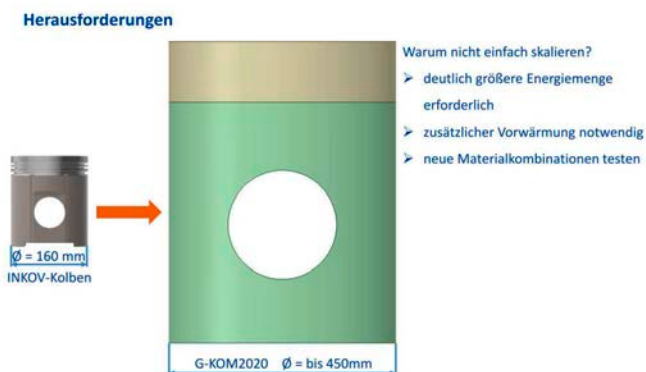 Herausforderungen
Warum nicht einfach skalieren?
➢ deutlich größere Energiemenge
erforderlich
➢ zusätzlicher Vorwärmung notwendig
➢ neue Materialkombinationen testen
Ø = 160 mm
INKOV-Kolben
G-KOM2020 Ø = bis 450mm